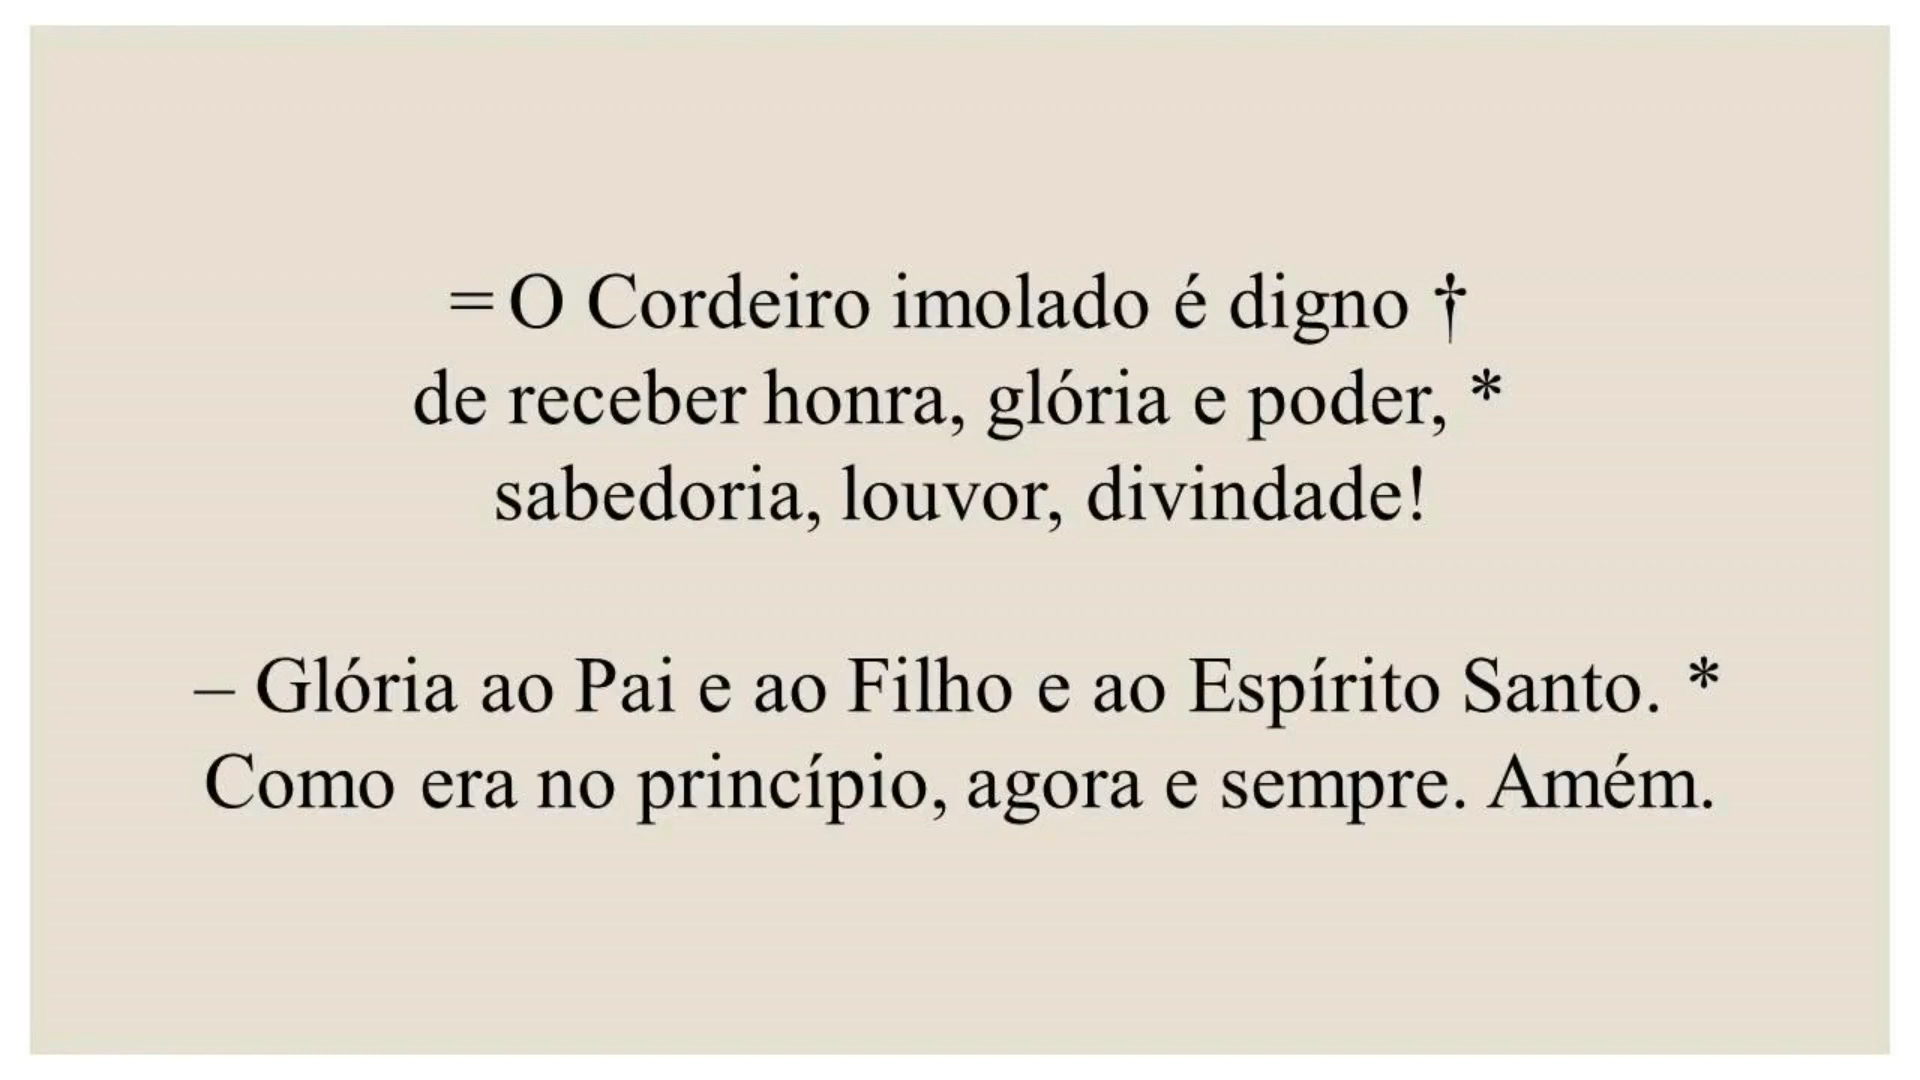 = O Cordeiro imolado é digno †
de receber honra, glória e poder, *
sabedoria, louvor, divindade!
– Glória ao Pai e ao Filho e ao Espírito Santo. *
Como era no princípio, agora e sempre. Amém.